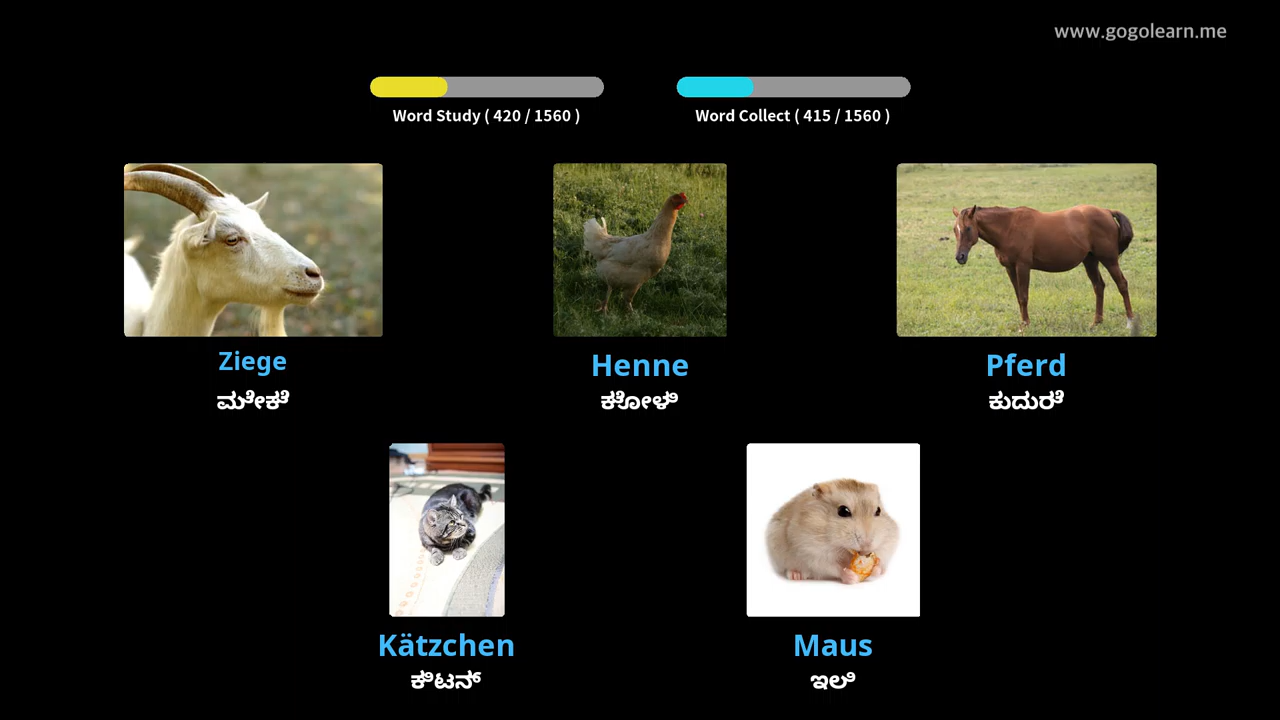 www.gogolearn.me
Word Study ( 420 / 1560 )
Word Collect ( 415 / 1560 )
Ziege
Henne
Pferd
ಮೇಕೆ
ಕೋಳಿ
ಕುದುರೆ
Kätzchen
Maus
ಕಿಟನ್
ಇಲಿ